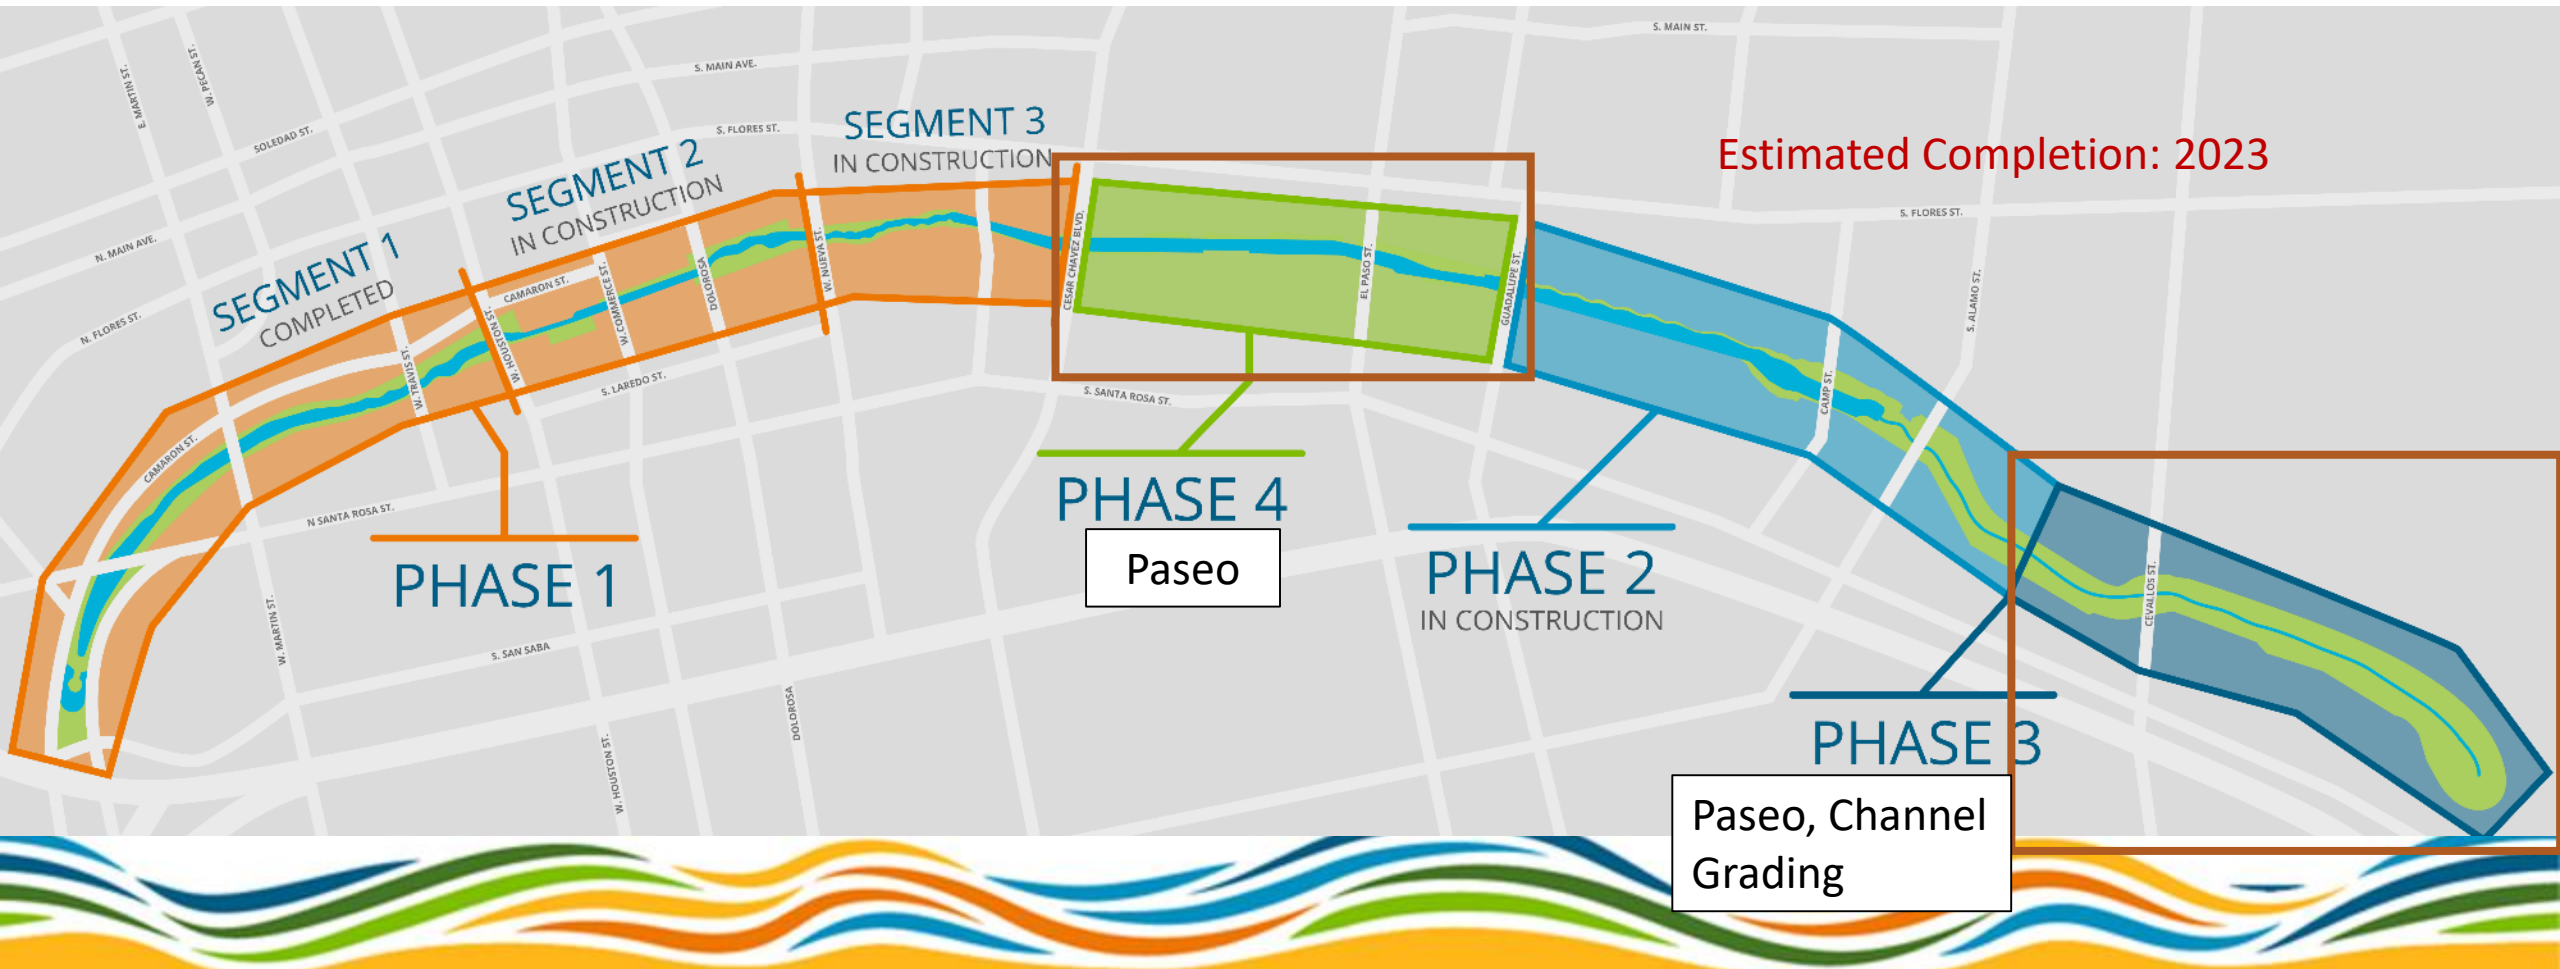 S. MAIN ST.
S. MAIN AVE.
E. MARTIN ST.
W. PECAN ST.
SOLEDAD ST.
S. FLORES ST.
SEGMENT 3
IN CONSTRUCTION
Estimated Completion: 2023
SEGMENT 2
IN CONSTRUCTION
S. FLORES ST.
N. MAIN AVE.
SEGMENT 1
COMPLETED
N. FLORES ST.
CAMARON ST.
W. HOUSTON ST.
W. COMMERCE ST.
DOLOROSA
W. NUEVA ST.
CESAR CHAVEZ BLVD.
EL PASO ST.
GUADALUPE ST.
S. ALAMO ST.
W. TRAVIS ST.
S. LAREDO ST.
S. SANTA ROSA ST.
CAMP ST.
CAMARON ST.
N SANTA ROSA ST.
PHASE 4
Paseo
PHASE 1
PHASE 2
IN CONSTRUCTION
CEVALLOS ST.
W. MARTIN ST.
S. SAN SABA
DOLOROSA
W. HOUSTON ST.
PHASE 3
Paseo, Channel
Grading